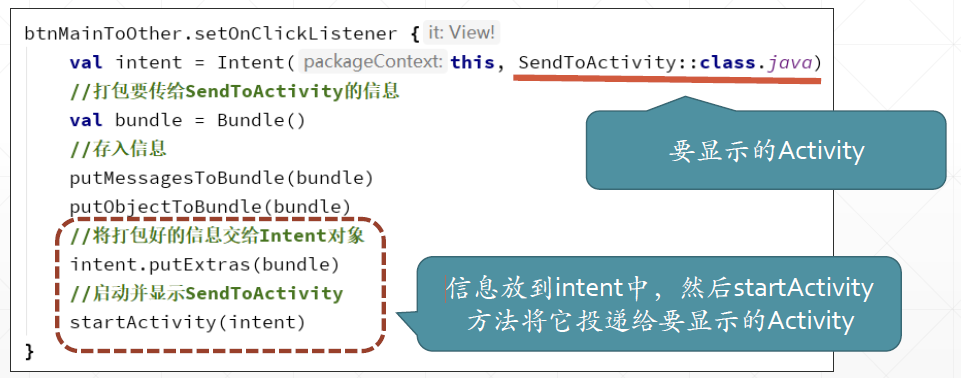 btnMainToOther.setOnClickListener { it: View!
val intent = Intent( packageContext: this, SendToActivity::class.java)
//打包要传给SendToActivity的信息
val bundle = Bundle()
//存入信息
putMessagesToBundle(bundle)
putObjectToBundle(bundle)
//将打包好的信息交给Intent对象
intent.putExtras(bundle)
//启动并显示SendToActivity
startActivity(intent)
}
要显示的Activity
信息放到intent中，然后startActivity
方法将它投递给要显示的Activity